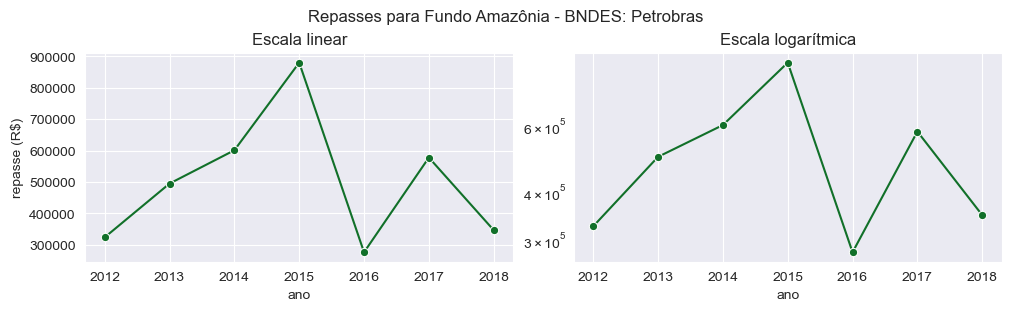 Repasses para Fundo Amazônia - BNDES: Petrobras
Escala linear
900000
800000
700000
600000
500000
400000
300000
repasse (R$)
2012 2013 2014 2015 2016 2017 2018
ano
Escala logarítmica
6 × 10^5
4 × 10^5
3 × 10^5
2012 2013 2014 2015 2016 2017 2018
ano